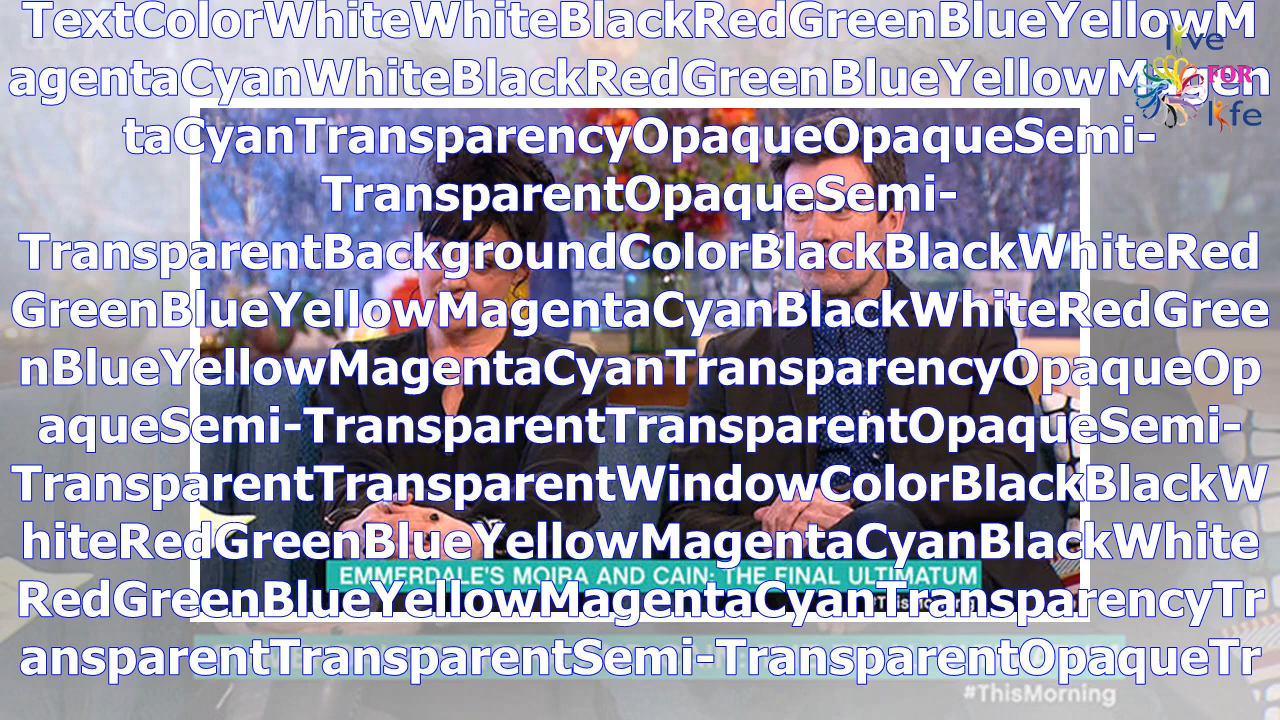 TextColorWhiteWhiteBlackRedGreenBlueYellowM
agentaCyanWhiteBlackRedGreenBlueYellowMagen
taCyanTransparencyOpaqueOpaqueSemi-
TransparentOpaqueSemi-
TransparentBackgroundColorBlackBlackWhiteRed
GreenBlueYellowMagentaCyanBlackWhiteRedGree
nBlueYellowMagentaCyanTransparencyOpaqueOp
aqueSemi-TransparentTransparentOpaqueSemi-
TransparentTransparentWindowColorBlackBlackW
hiteRedGreenBlueYellowMagentaCyanBlackWhite
RedGreenBlueYellowMagentaCyanTransparencyTr
ansparentTransparentSemi-TransparentOpaqueTr
live
FOR
life
EMMERDALE'S MOIRA AND CAIN: THE FINAL ULTIMATUM
#ThisMorning
#ThisMorning